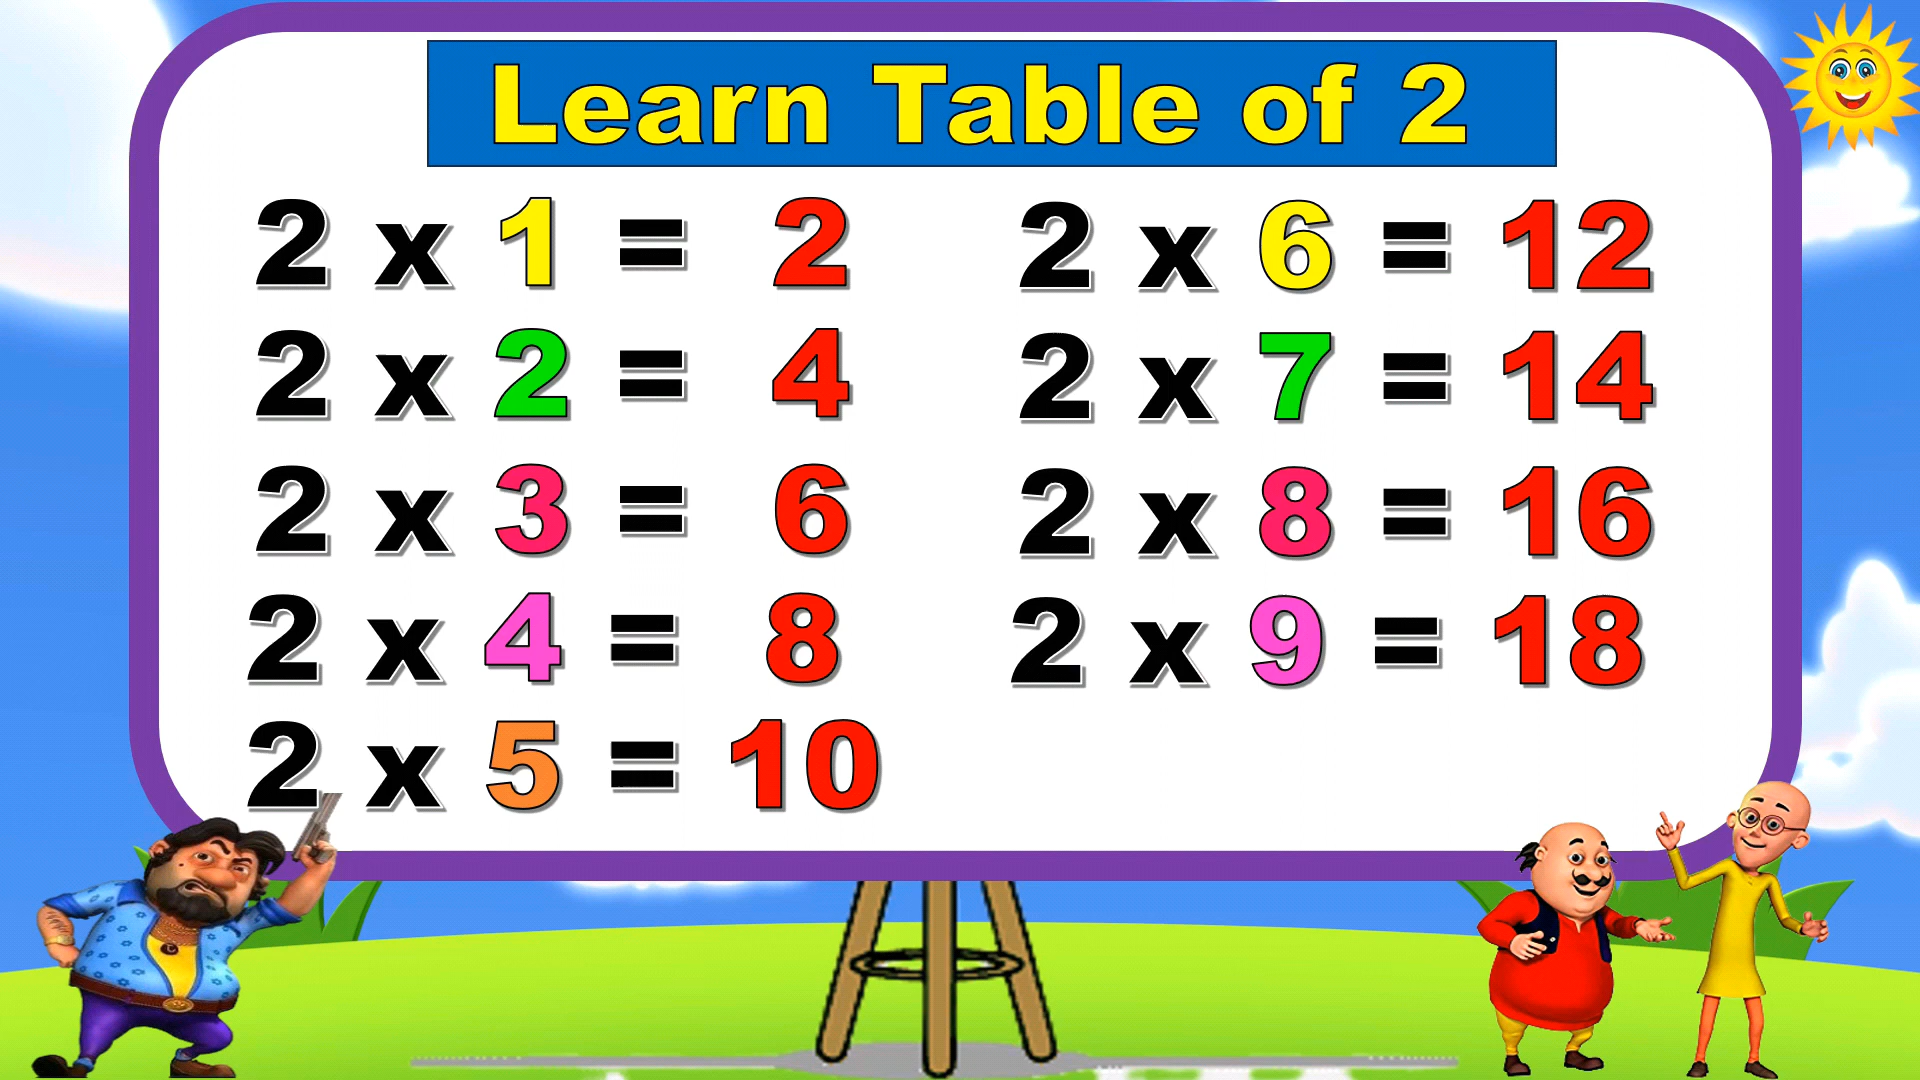 Learn Table of 2
2 x 1 = 2
2 x 2 = 4
2 x 3 = 6
2 x 4 = 8
2 x 5 = 10
2 x 6 = 12
2 x 7 = 14
2 x 8 = 16
2 x 9 = 18